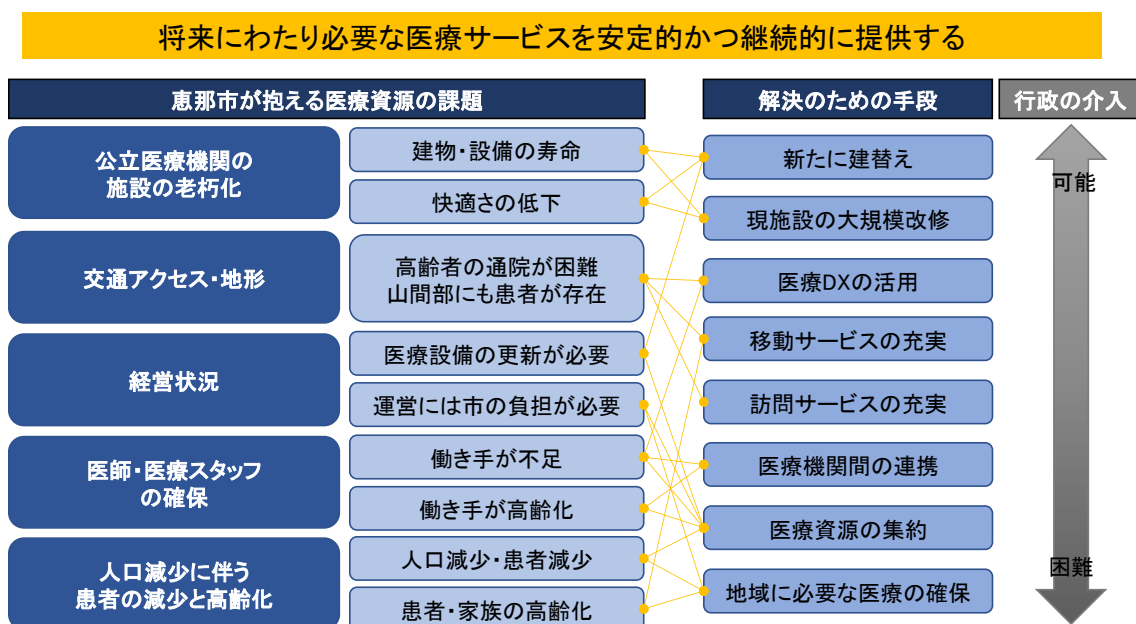 将来にわたり必要な医療サービスを安定的かつ継続的に提供する
恵那市が抱える医療資源の課題
解決のための手段
行政の介入
公立医療機関の
施設の老朽化
建物・設備の寿命
快適さの低下
交通アクセス・地形
高齢者の通院が困難
山間部にも患者が存在
経営状況
医療設備の更新が必要
運営には市の負担が必要
医師・医療スタッフ
の確保
働き手が不足
働き手が高齢化
人口減少に伴う
患者の減少と高齢化
人口減少・患者減少
患者・家族の高齢化
新たに建替え
現施設の大規模改修
医療DXの活用
移動サービスの充実
訪問サービスの充実
医療機関間の連携
医療資源の集約
地域に必要な医療の確保
可能
困難